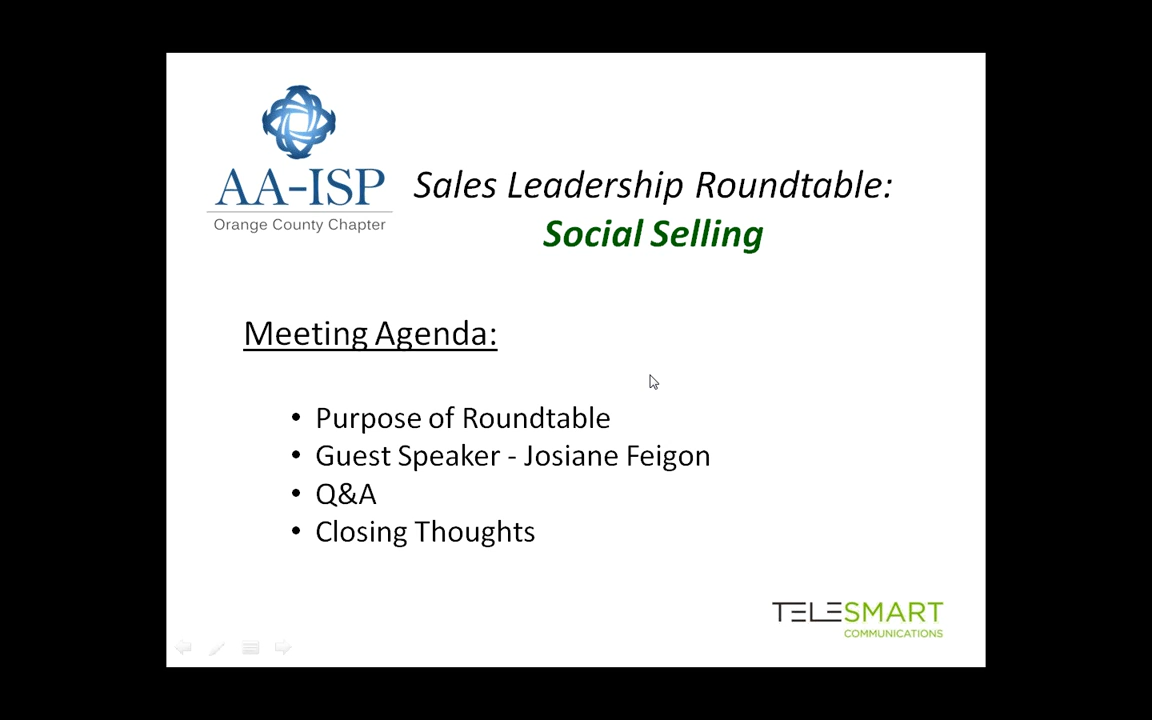 AA-ISP
Orange County Chapter
Sales Leadership Roundtable:
Social Selling
Meeting Agenda:
• Purpose of Roundtable
• Guest Speaker - Josiane Feigon
• Q&A
• Closing Thoughts
TELESMART
COMMUNICATIONS